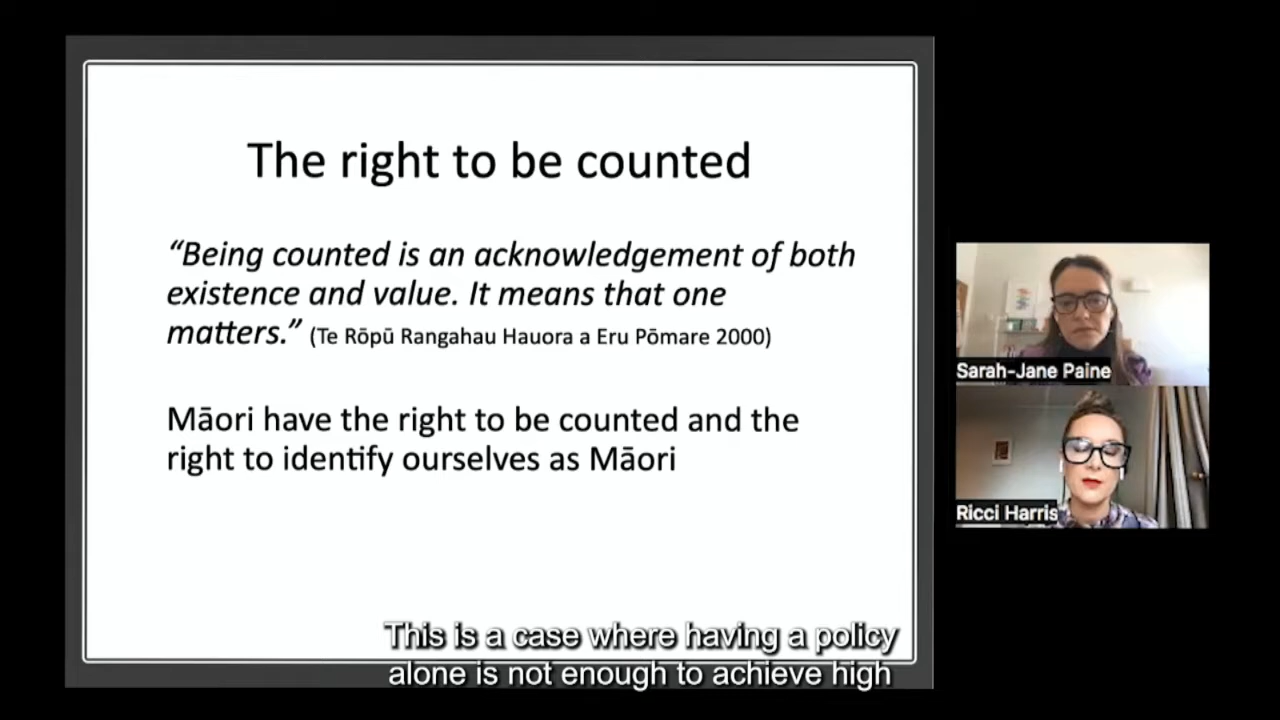 The right to be counted
“Being counted is an acknowledgement of both
existence and value. It means that one
matters.” (Te Rōpū Rangahau Hauora a Eru Pōmare 2000)
Māori have the right to be counted and the
right to identify ourselves as Māori
Sarah-Jane Paine
Ricci Harris
This is a case where having a policy
alone is not enough to achieve high